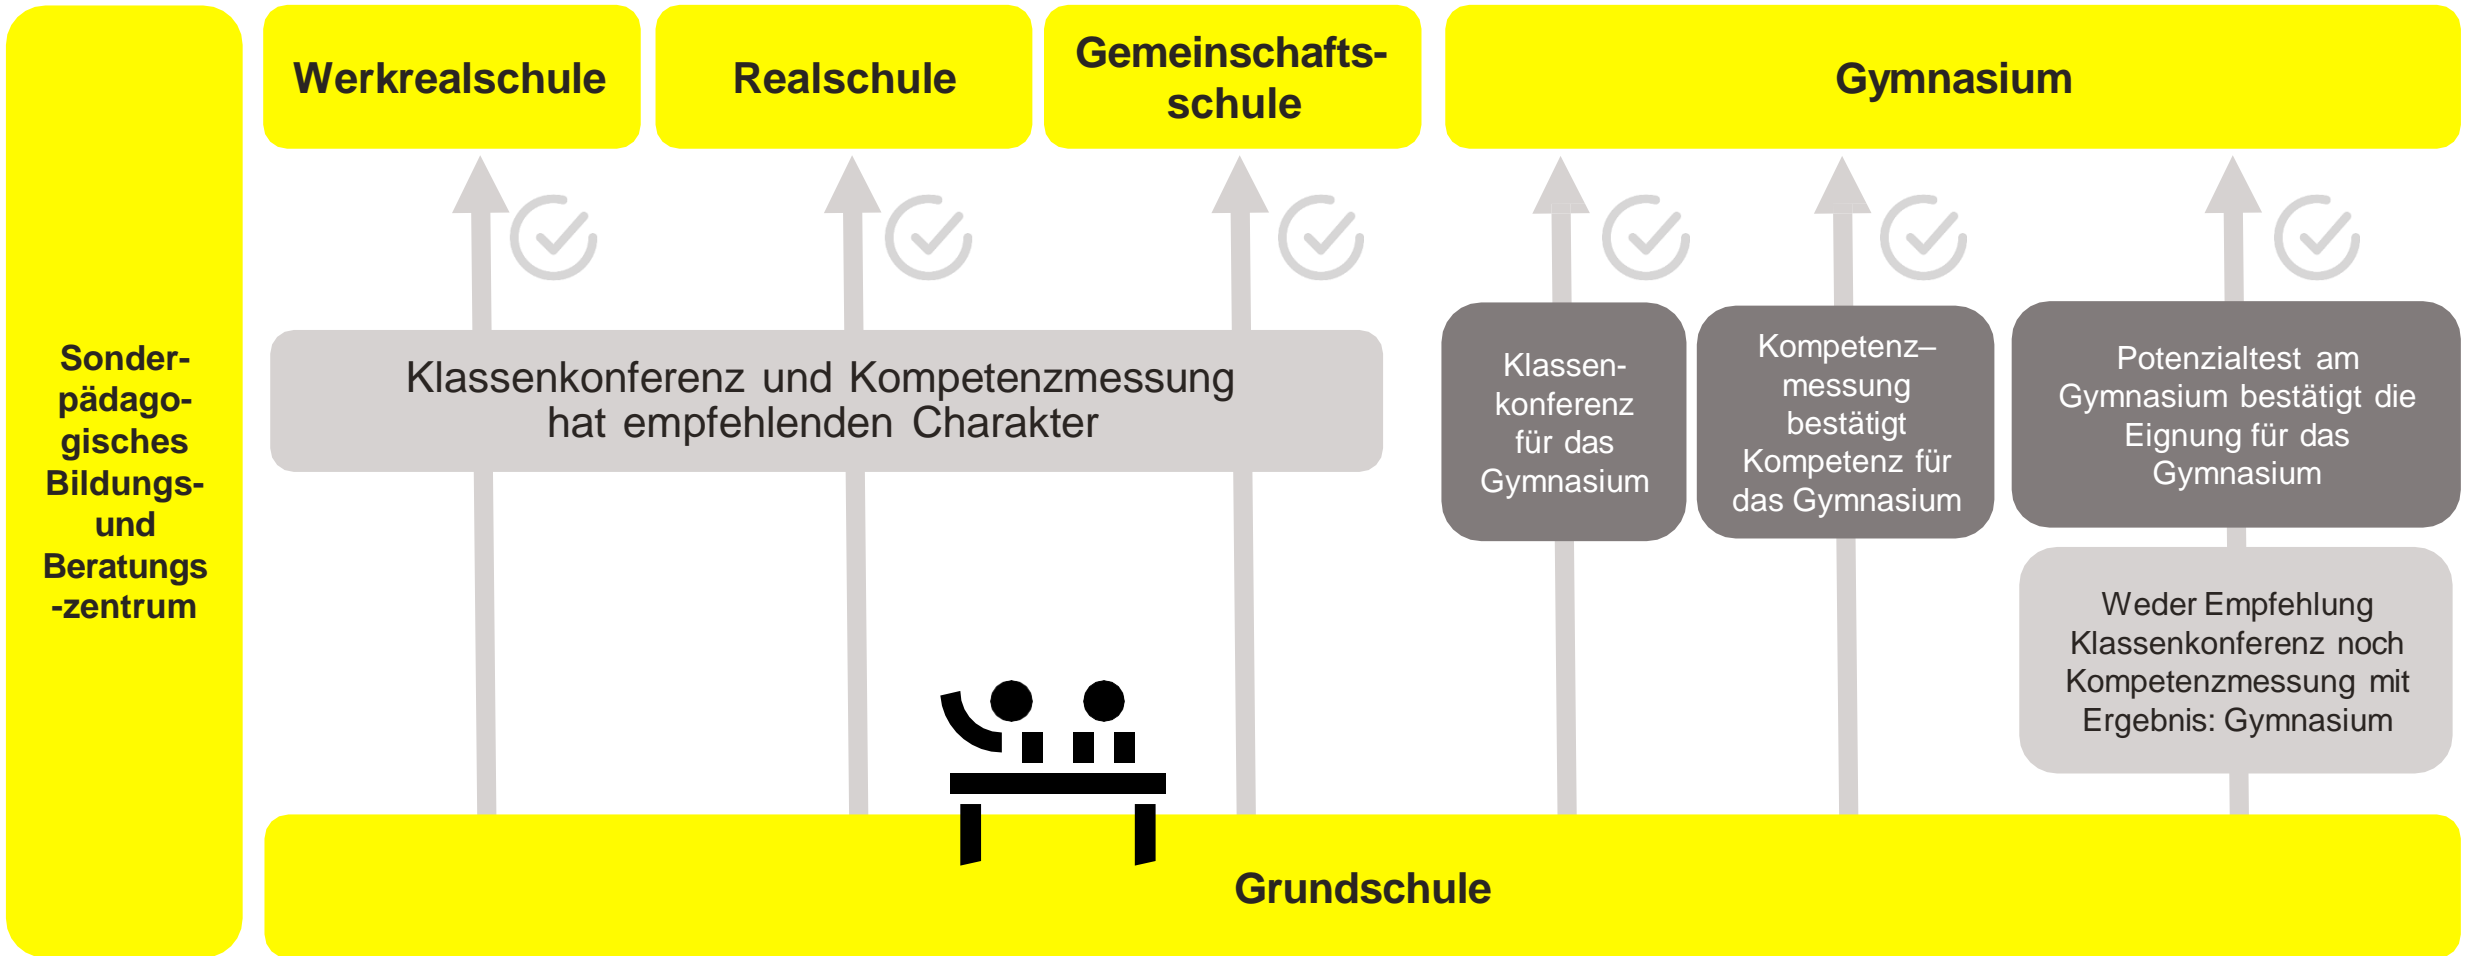 Sonder-
pädago-
gisches
Bildungs-
und
Beratungs
-zentrum
Werkrealschule
Realschule
Gemeinschafts-
schule
Gymnasium
Klassenkonferenz und Kompetenzmessung
hat empfehlenden Charakter
Klassen-
konferenz
für das
Gymnasium
Kompetenz–
messung
bestätigt
Kompetenz für
das Gymnasium
Potenzialtest am
Gymnasium bestätigt die
Eignung für das
Gymnasium
Weder Empfehlung
Klassenkonferenz noch
Kompetenzmessung mit
Ergebnis: Gymnasium
Grundschule